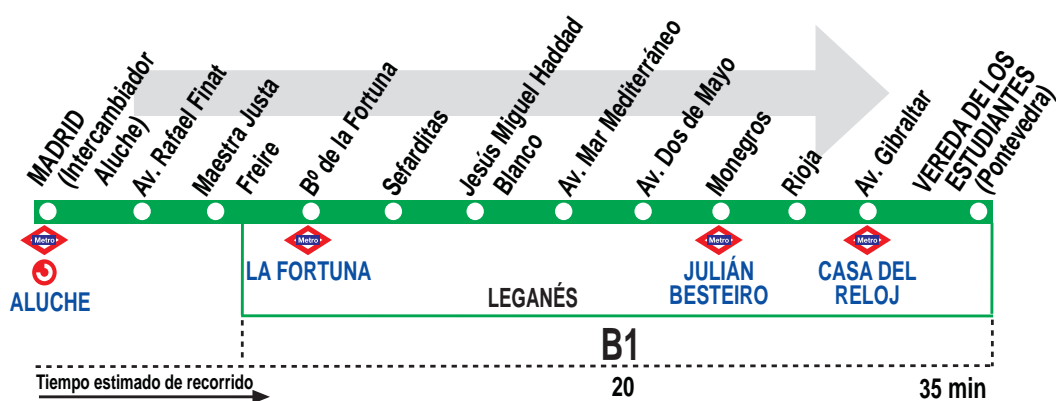 MADRID
(Intercambiador
Aluche)
Av. Rafael Finat
Maestra Justa
Freire
Bº de la Fortuna
Sefarditas
Jesús Miguel Haddad
Blanco
Av. Mar Mediterráneo
Av. Dos de Mayo
Monegros
Rioja
Av. Gibraltar
VEREDA DE LOS
ESTUDIANTES
(Pontevedra)
Metro
Metro
Metro
Metro
ALUCHE
LA FORTUNA
JULIÁN
BESTEIRO
CASA DEL
RELOJ
LEGANÉS
B1
Tiempo estimado de recorrido
20
35 min